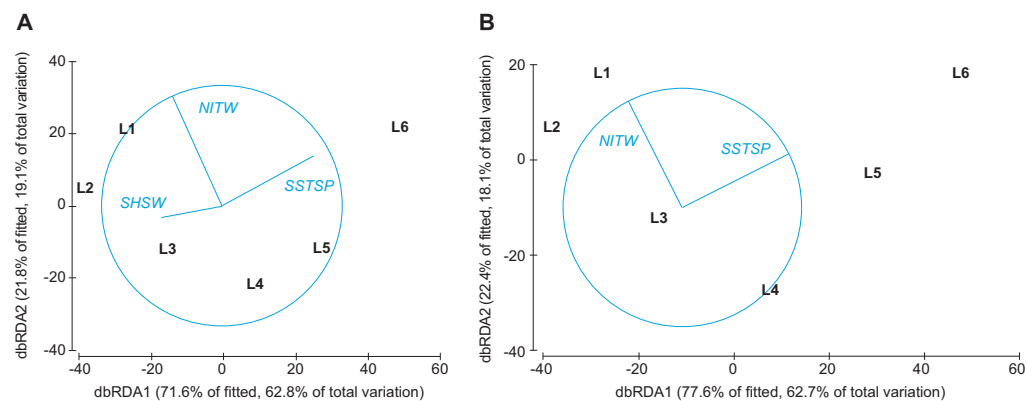 A
dbRDA2 (21.8% of fitted, 19.1% of total variation)
40
20
0
-20
-40
L1
NITW
L6
L2
SHSW
SSTSP
L3
L5
L4
-40
-20
0
20
40
60
dbRDA1 (71.6% of fitted, 62.8% of total variation)
B
dbRDA2 (22.4% of fitted, 18.1% of total variation)
20
0
-20
-40
L1
L6
L2
NITW
SSTSP
L5
L3
L4
-40
-20
0
20
40
60
dbRDA1 (77.6% of fitted, 62.7% of total variation)